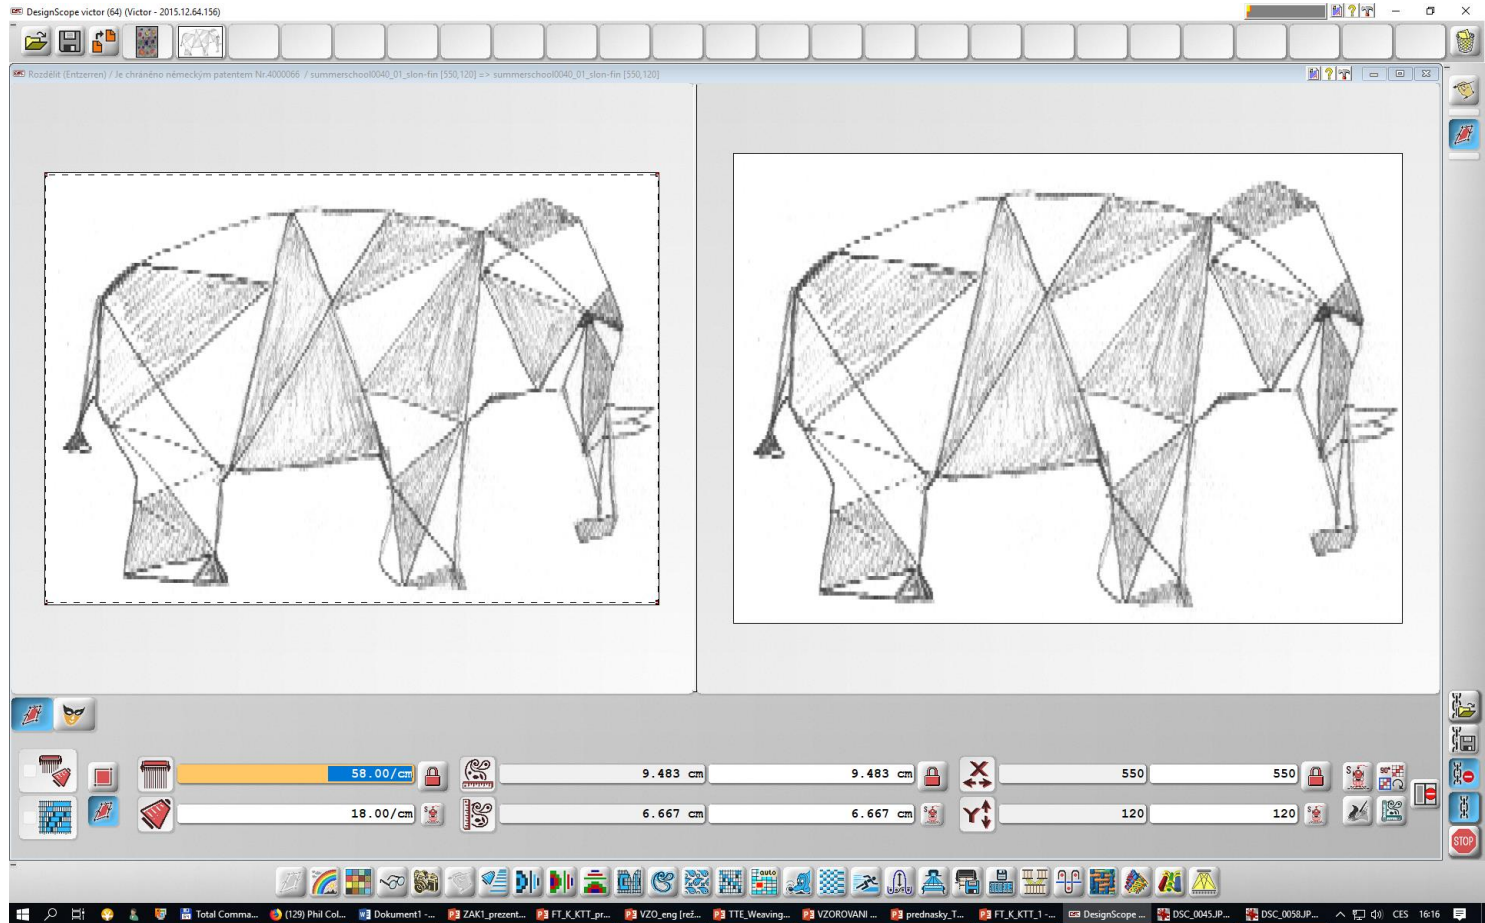 DesignScope victor (64) (Victor - 2015.12.64.156)
Rozdělit (Entzerren) / Je chráněno německým patentem Nr.4000066 / summerschool0040_01_slon-fin [550,120] => summerschool0040_01_slon-fin [550,120]
58.00/cm 9.483 cm 9.483 cm X 550 550 S 90°
18.00/cm S 6.667 cm 6.667 cm S Y 120 120 S
STOP
auto
Total Comma... (129) Phil Col... Dokument1 -... ZAK1_prezent... FT_K_KTT_pr... VZO_eng [rež... TTE_Weaving... VZOROVANI ... prednasky_T... FT_K_KTT_1 -... DesignScope ... DSC_0045.JP... DSC_0058.JP... CES 16:16